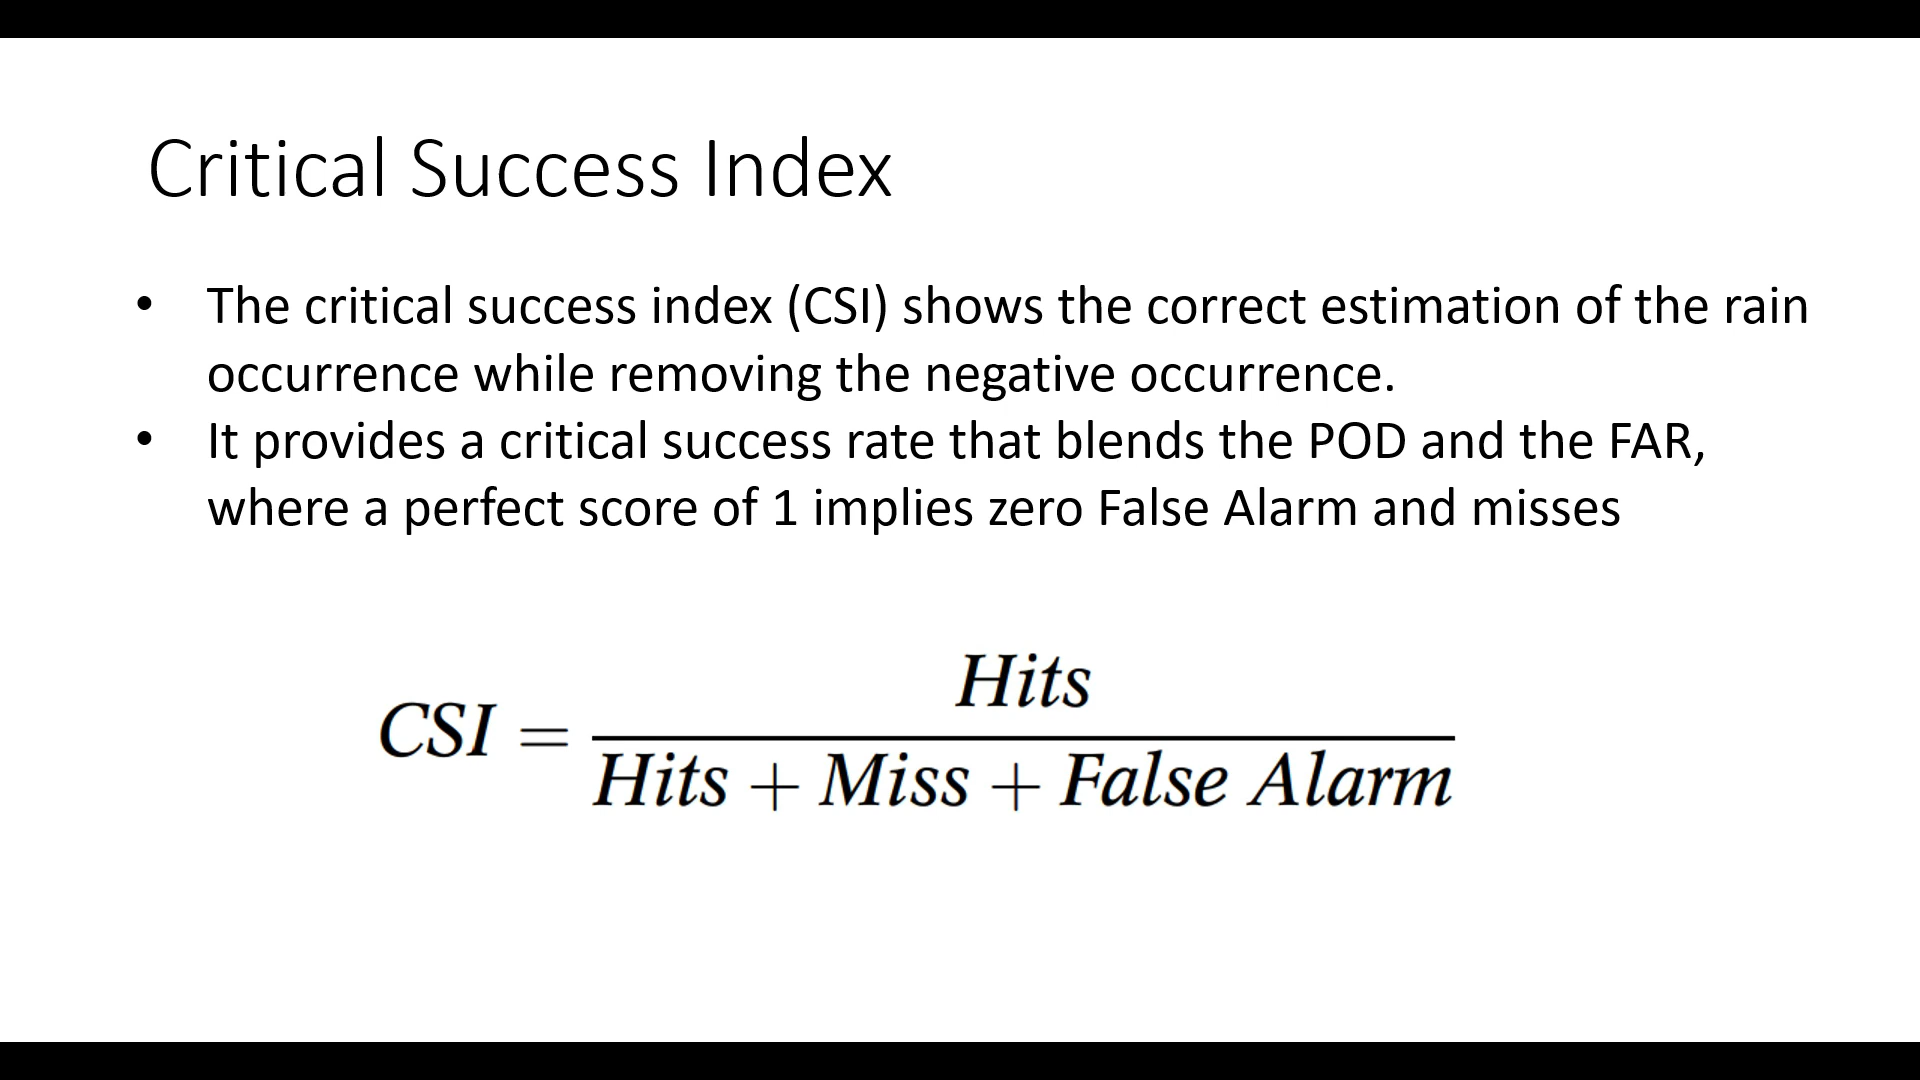 Critical Success Index
• The critical success index (CSI) shows the correct estimation of the rain
occurrence while removing the negative occurrence.
• It provides a critical success rate that blends the POD and the FAR,
where a perfect score of 1 implies zero False Alarm and misses
Hits
CSI =
Hits + Miss + False Alarm